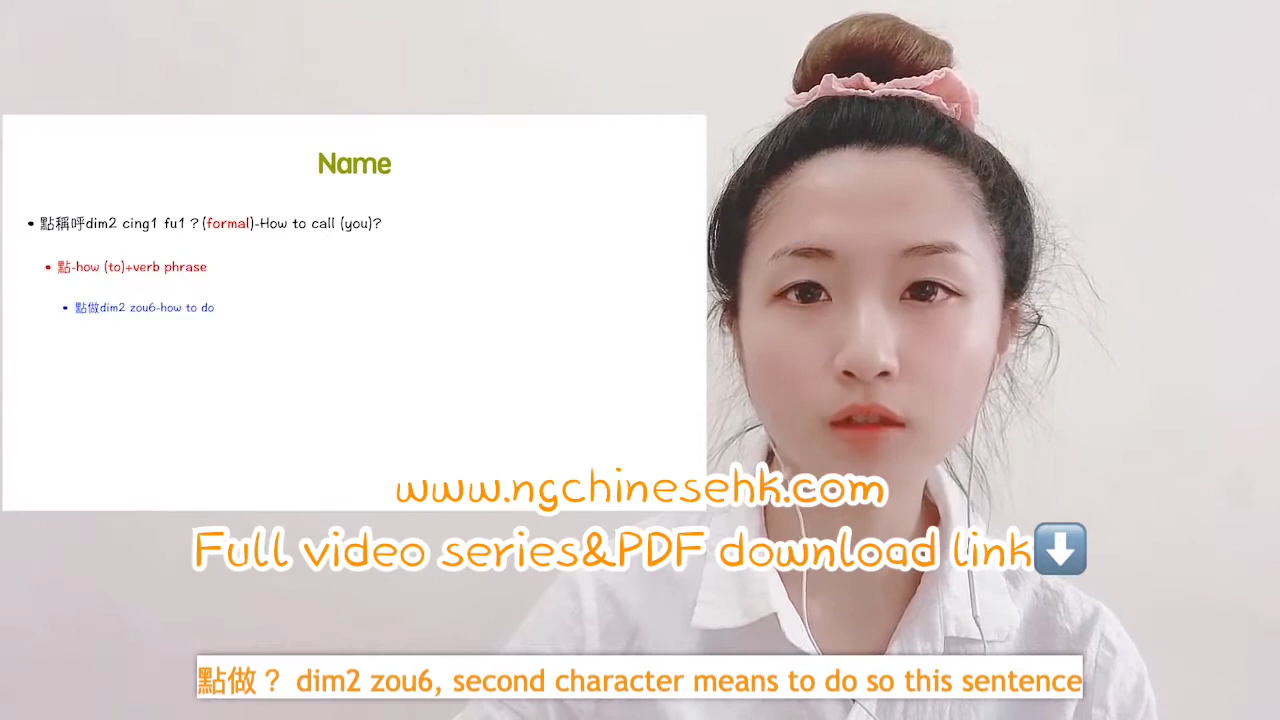 Name
• 點稱呼dim2 cing1 fu1？(formal)-How to call (you)?
• 點-how (to)+verb phrase
• 點做dim2 zou6-how to do
www.ngchinesehk.com
Full video series&PDF download link⬇️
點做？ dim2 zou6, second character means to do so this sentence